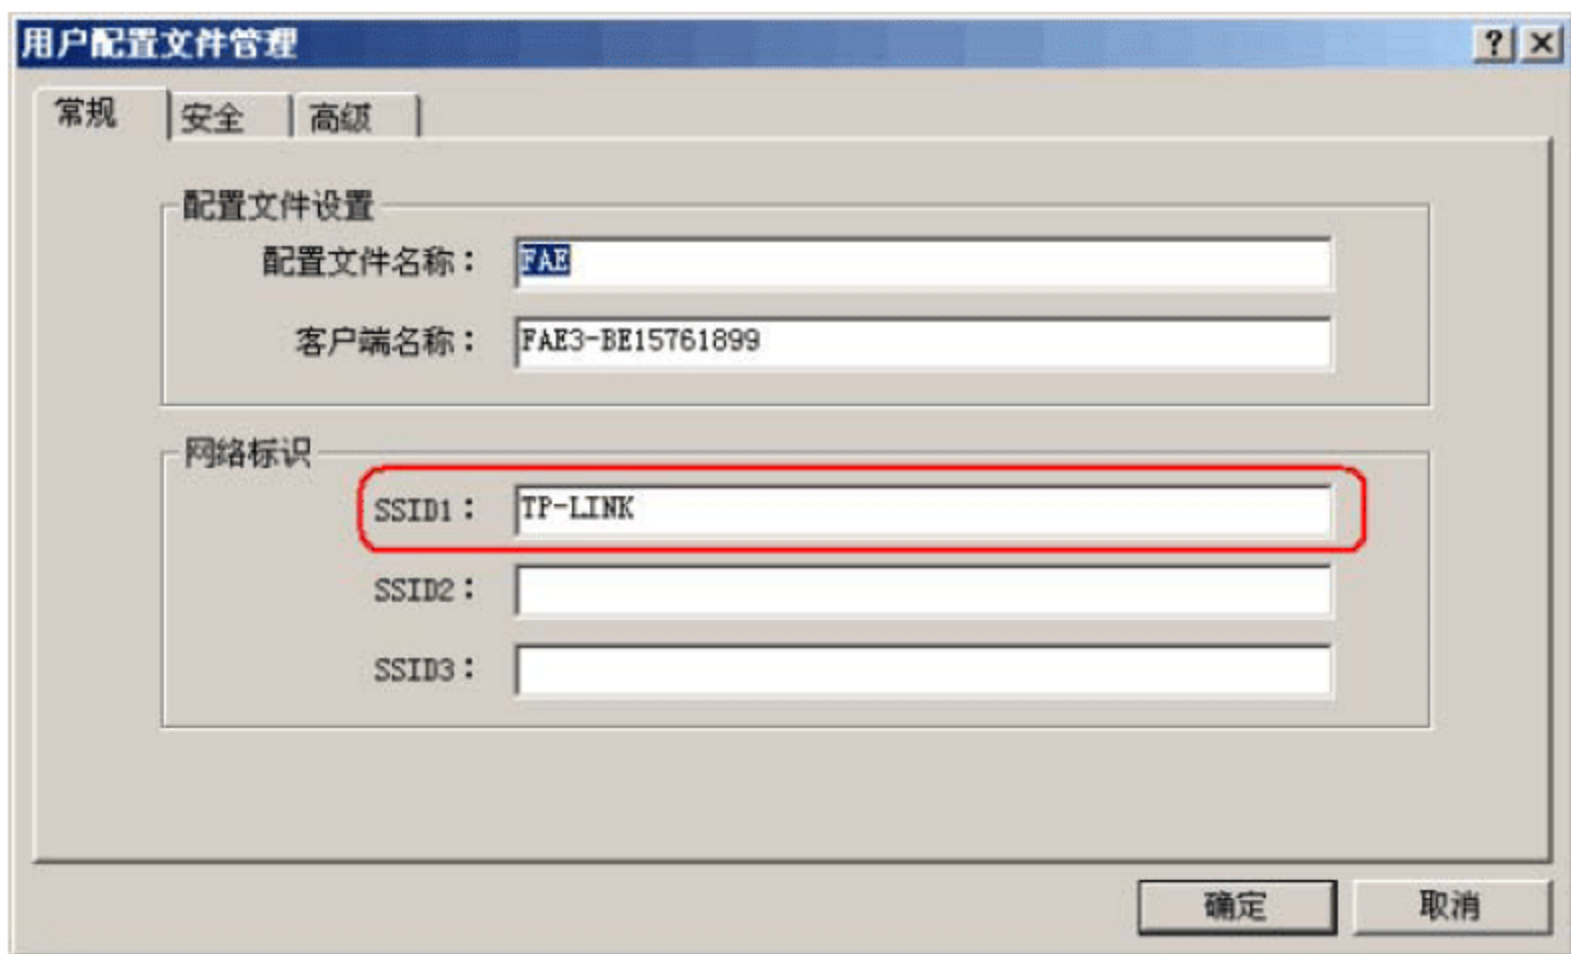 用户配置文件管理
常规 安全 高级
配置文件设置
配置文件名称： FAE
客户端名称： FAE3-BE15761899
网络标识
SSID1： TP-LINK
SSID2：
SSID3：
确定 取消